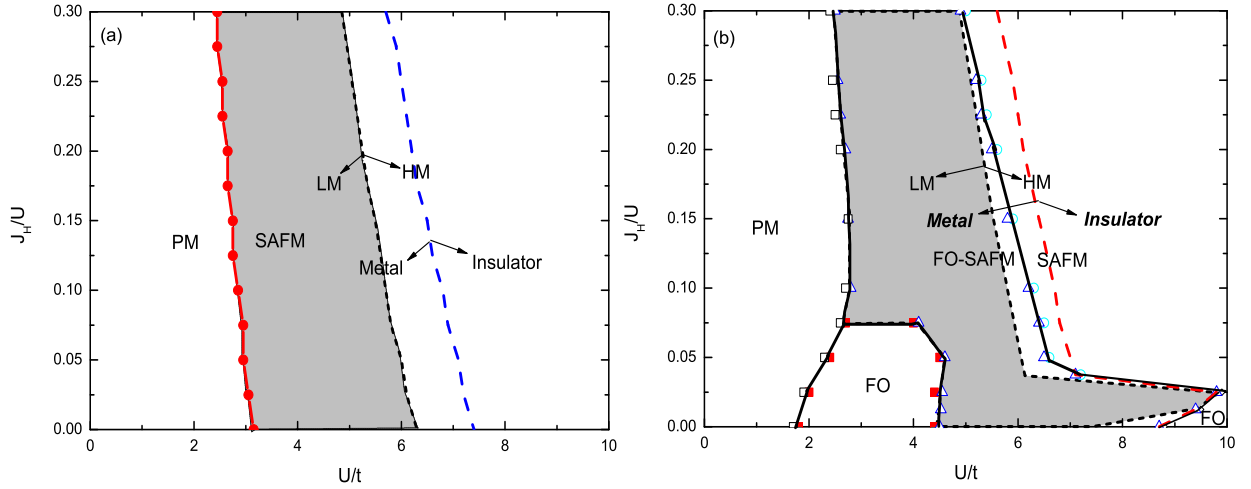 (a)
0.30
0.25
0.20
0.15
0.10
0.05
0.00
J_H/U
PM
SAFM
LM
HM
Metal
Insulator
0 2 4 6 8 10
U/t
(b)
0.30
0.25
0.20
0.15
0.10
0.05
0.00
J_H/U
PM
LM
HM
Metal
Insulator
FO-SAFM
SAFM
FO
FO
0 2 4 6 8 10
U/t